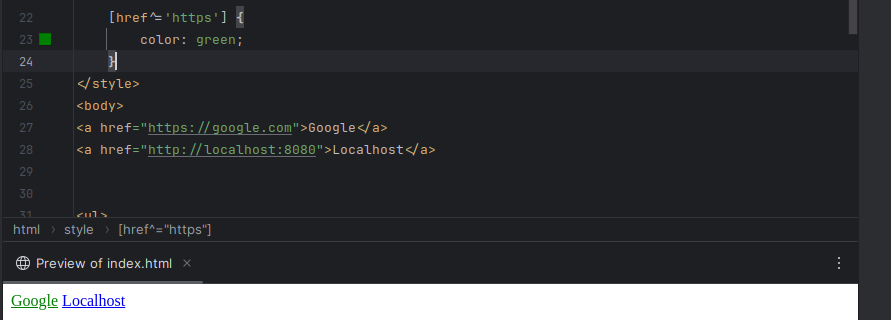 22 [href^='https'] {
23 color: green;
24 }
25 </style>
26 <body>
27 <a href="https://google.com">Google</a>
28 <a href="http://localhost:8080">Localhost</a>
29
30
31 <ul>
html › style › [href^="https"]
Preview of index.html ×
Google Localhost